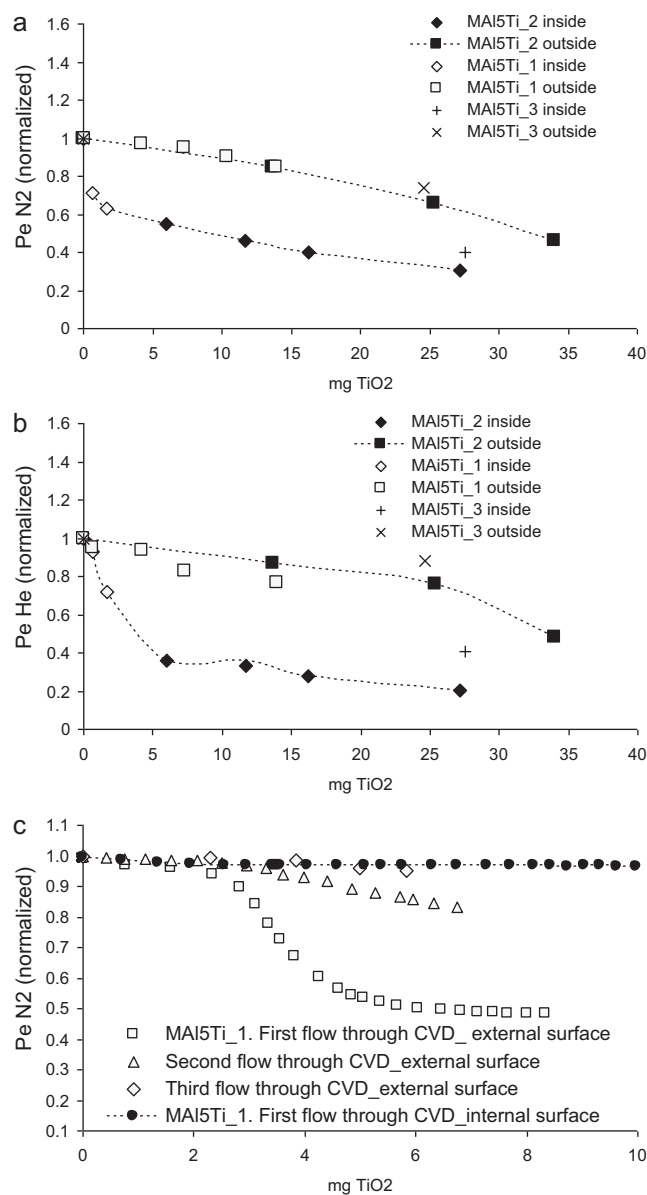 a
Pe N2 (normalized)
1.6
1.4
1.2
1
0.8
0.6
0.4
0.2
0
0 5 10 15 20 25 30 35 40
mg TiO2
MAl5Ti_2 inside
MAl5Ti_2 outside
MAi5Ti_1 inside
MAl5Ti_1 outside
MAl5Ti_3 inside
MAl5Ti_3 outside
b
Pe He (normalized)
1.6
1.4
1.2
1
0.8
0.6
0.4
0.2
0
0 5 10 15 20 25 30 35 40
mg TiO2
MAl5Ti_2 inside
MAl5Ti_2 outside
MAi5Ti_1 inside
MAl5Ti_1 outside
MAl5Ti_3 inside
MAl5Ti_3 outside
c
Pe N2 (normalized)
1.1
1.0
0.9
0.8
0.7
0.6
0.5
0.4
0.3
0.2
0.1
0 2 4 6 8 10
mg TiO2
MAl5Ti_1. First flow through CVD_ external surface
Second flow through CVD_external surface
Third flow through CVD_external surface
MAl5Ti_1. First flow through CVD_internal surface